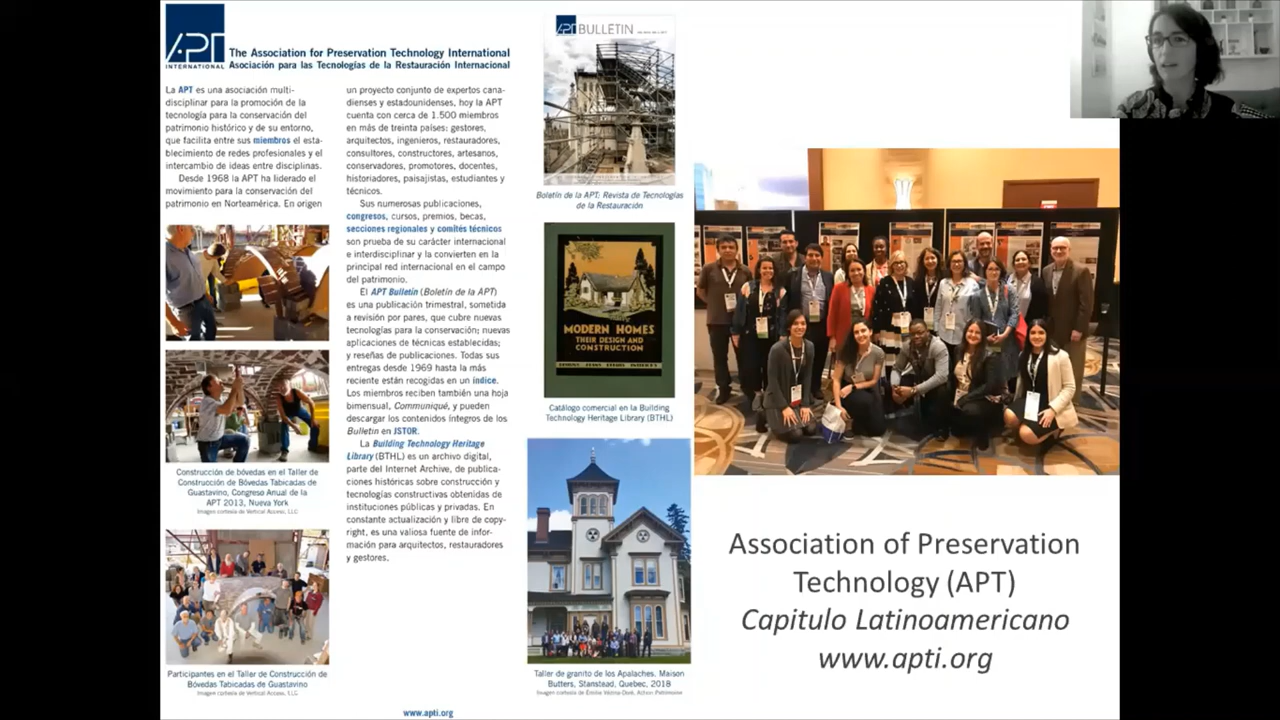 APT
INTERNATIONAL
The Association for Preservation Technology International
Asociación para las Tecnologías de la Restauración Internacional
La APT es una asociación multi-
disciplinar para la promoción de la
tecnología para la conservación del
patrimonio histórico y de su entorno,
que facilita entre sus miembros el esta-
blecimiento de redes profesionales y el
intercambio de ideas entre disciplinas.
Desde 1968 la APT ha liderado el
movimiento para la conservación del
patrimonio en Norteamérica. En origen
Construcción de bóvedas en el Taller de
Construcción de Bóvedas Tabicadas de
Guastavino, Congreso Anual de la
APT 2013, Nueva York
Imagen cortesía de Vertical Access, LLC
Participantes en el Taller de Construcción de
Bóvedas Tabicadas de Guastavino
Imagen cortesía de Vertical Access, LLC
un proyecto conjunto de expertos cana-
dienses y estadounidenses, hoy la APT
cuenta con cerca de 1.500 miembros
en más de treinta países: gestores,
arquitectos, ingenieros, restauradores,
consultores, constructores, artesanos,
conservadores, promotores, docentes,
historiadores, paisajistas, estudiantes y
técnicos.
Sus numerosas publicaciones,
congresos, cursos, premios, becas,
secciones regionales y comités técnicos
son prueba de su carácter internacional
e interdisciplinar y la convierten en la
principal red internacional en el campo
del patrimonio.
El APT Bulletin (Boletín de la APT)
es una publicación trimestral, sometida
a revisión por pares, que cubre nuevas
tecnologías para la conservación; nuevas
aplicaciones de técnicas establecidas;
y reseñas de publicaciones. Todas sus
entregas desde 1969 hasta la más
reciente están recogidas en un índice.
Los miembros reciben también una hoja
bimensual, Communiqué, y pueden
descargar los contenidos íntegros de los
Bulletin en JSTOR.
La Building Technology Heritage
Library (BTHL) es un archivo digital,
parte del Internet Archive, de publica-
ciones históricas sobre construcción y
tecnologías constructivas obtenidas de
instituciones públicas y privadas. En
constante actualización y libre de copy-
right, es una valiosa fuente de infor-
mación para arquitectos, restauradores
y gestores.
www.apti.org
APT BULLETIN
Boletín de la APT: Revista de Tecnologías
de la Restauración
MODERN HOMES
THEIR DESIGN AND
CONSTRUCTION
Catálogo comercial en la Building
Technology Heritage Library (BTHL)
Taller de granito de los Apalaches. Maison
Butters, Stanstead, Quebec, 2018
Association of Preservation
Technology (APT)
Capitulo Latinoamericano
www.apti.org